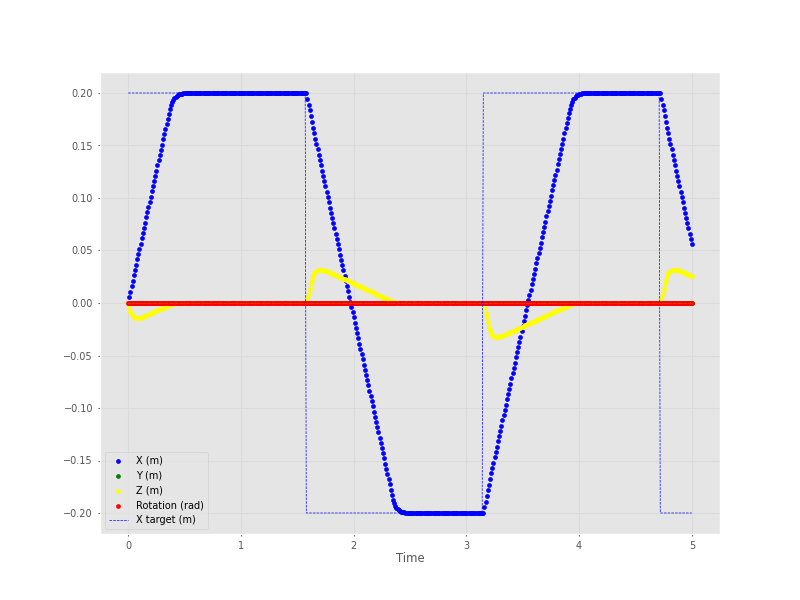 0.20
0.15
0.10
0.05
0.00
−0.05
−0.10
−0.15
−0.20
X (m)
Y (m)
Z (m)
Rotation (rad)
X target (m)
0 1 2 3 4 5
Time